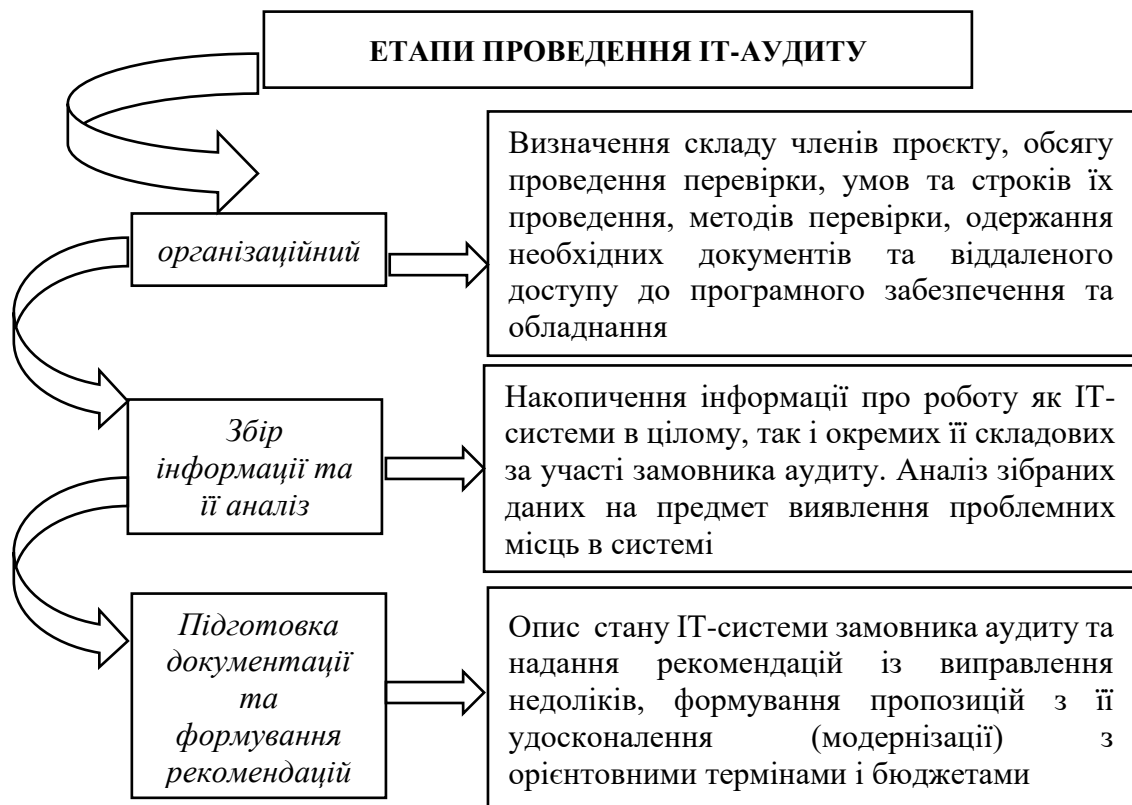 ЕТАПИ ПРОВЕДЕННЯ ІТ-АУДИТУ
організаційний
Визначення складу членів проєкту, обсягу
проведення перевірки, умов та строків їх
проведення, методів перевірки, одержання
необхідних документів та віддаленого
доступу до програмного забезпечення та
обладнання
Збір
інформації та
її аналіз
Накопичення інформації про роботу як ІТ-
системи в цілому, так і окремих її складових
за участі замовника аудиту. Аналіз зібраних
даних на предмет виявлення проблемних
місць в системі
Підготовка
документації
та
формування
рекомендацій
Опис стану ІТ-системи замовника аудиту та
надання рекомендацій із виправлення
недоліків, формування пропозицій з її
удосконалення (модернізації) з
орієнтовними термінами і бюджетами